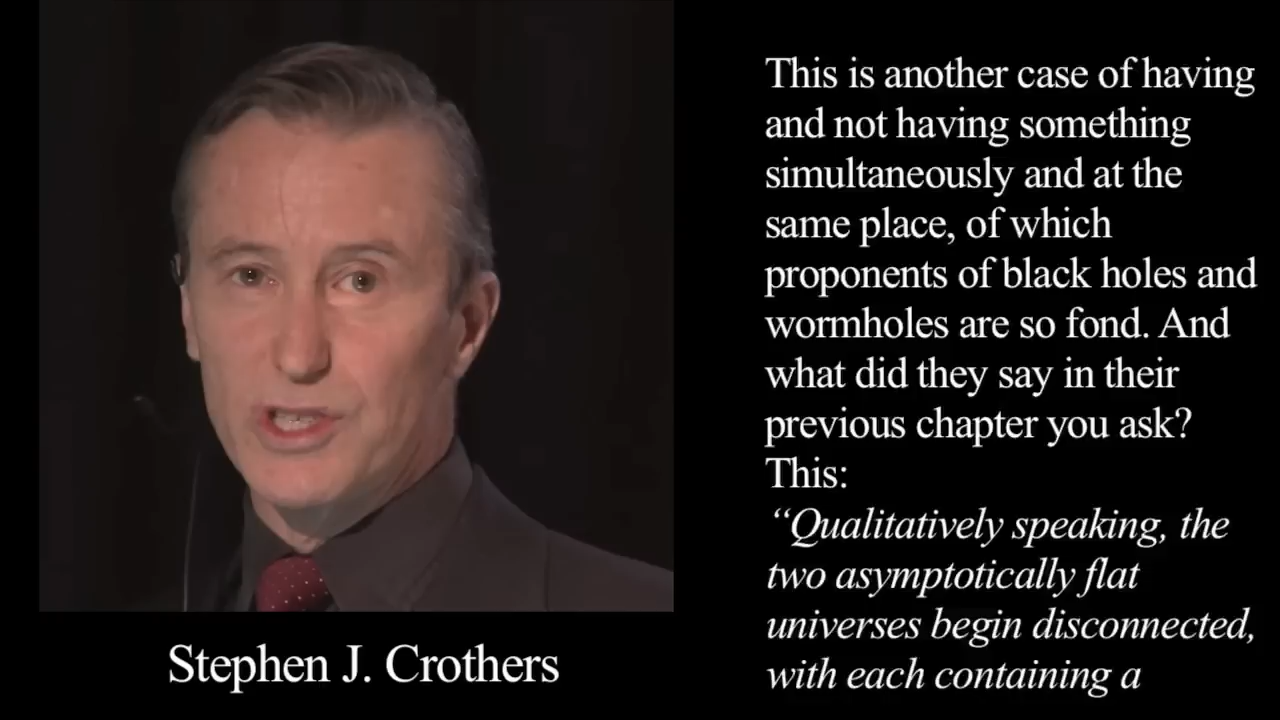 This is another case of having
and not having something
simultaneously and at the
same place, of which
proponents of black holes and
wormholes are so fond. And
what did they say in their
previous chapter you ask?
This:
“Qualitatively speaking, the
two asymptotically flat
universes begin disconnected,
with each containing a
Stephen J. Crothers